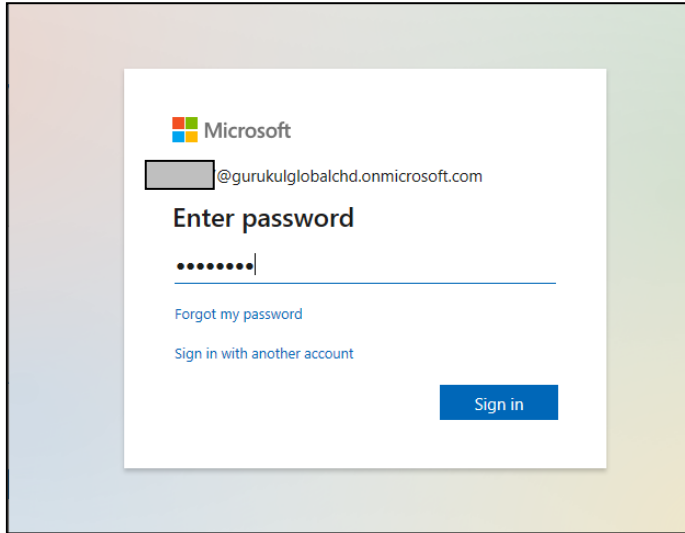 Microsoft
@gurukulglobalchd.onmicrosoft.com
Enter password
••••••••
Forgot my password
Sign in with another account
Sign in